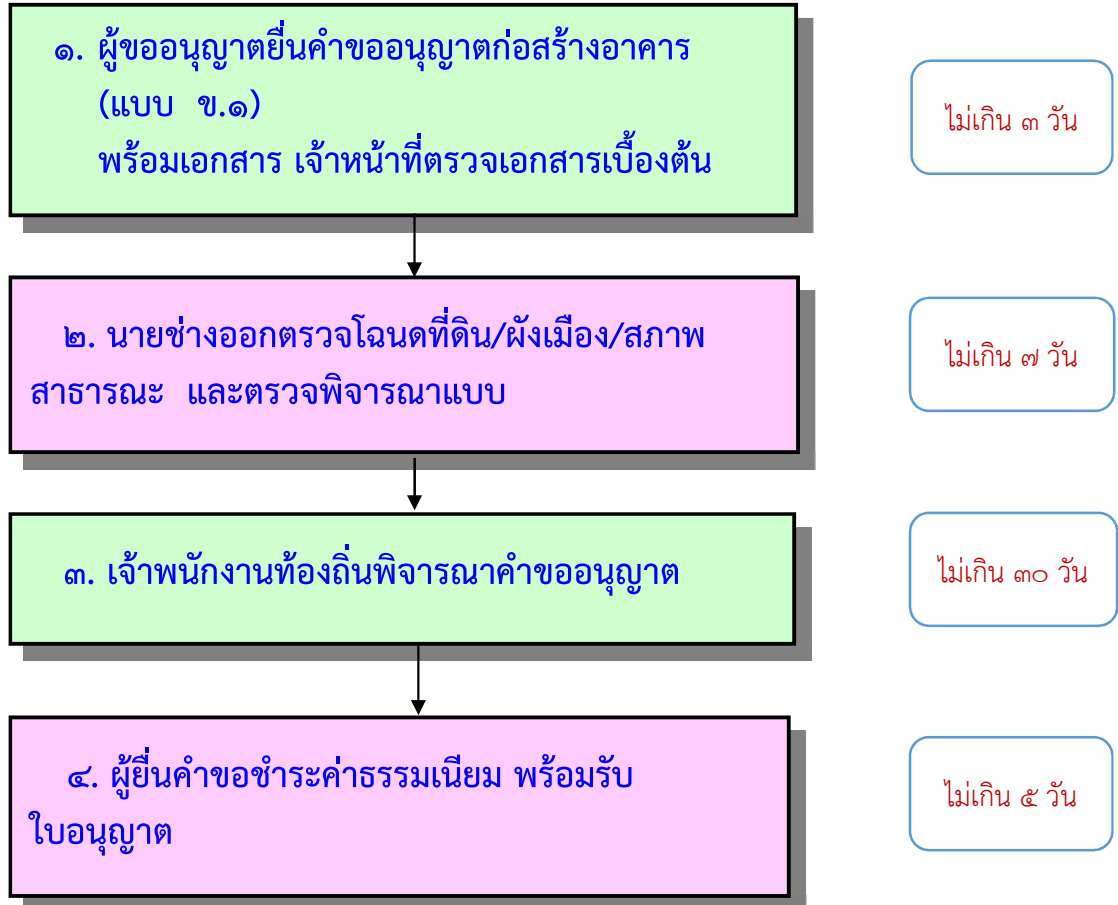 ๑. ผู้ขออนุญาตยื่นคำขออนุญาตก่อสร้างอาคาร
(แบบ ข.๑)
พร้อมเอกสาร เจ้าหน้าที่ตรวจเอกสารเบื้องต้น
ไม่เกิน ๓ วัน
๒. นายช่างออกตรวจโฉนดที่ดิน/ผังเมือง/สภาพ
สาธารณะ และตรวจพิจารณาแบบ
ไม่เกิน ๗ วัน
๓. เจ้าพนักงานท้องถิ่นพิจารณาคำขออนุญาต
ไม่เกิน ๓๐ วัน
๔. ผู้ยื่นคำขอชำระค่าธรรมเนียม พร้อมรับ
ใบอนุญาต
ไม่เกิน ๕ วัน